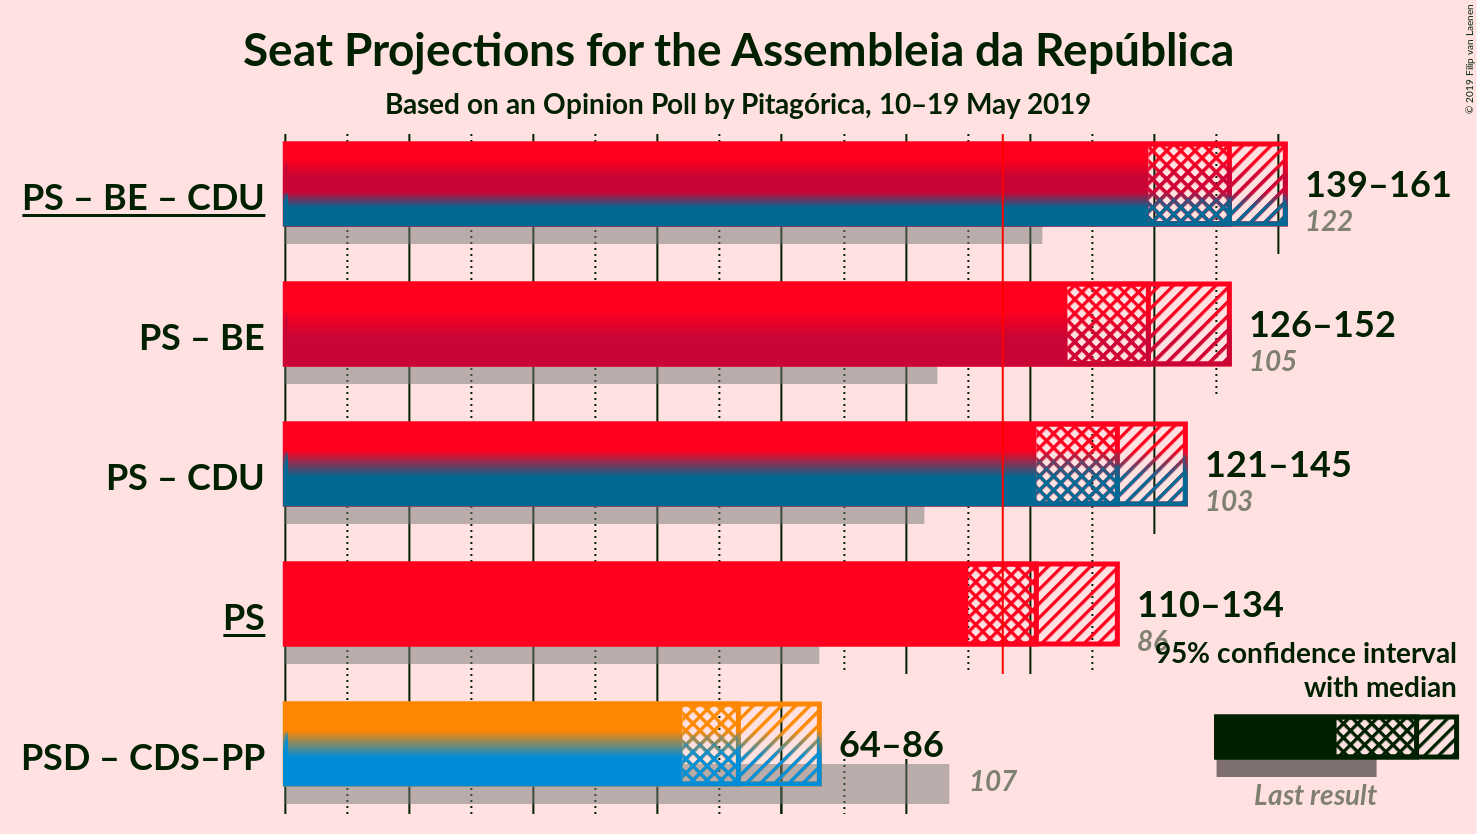 Seat Projections for the Assembleia da República
Based on an Opinion Poll by Pitagórica, 10–19 May 2019
© 2019 Filip van Laenen
PS – BE – CDU
139–161
122
PS – BE
126–152
105
PS – CDU
121–145
103
PS
110–134
86
95% confidence interval
with median
PSD – CDS–PP
64–86
107
Last result